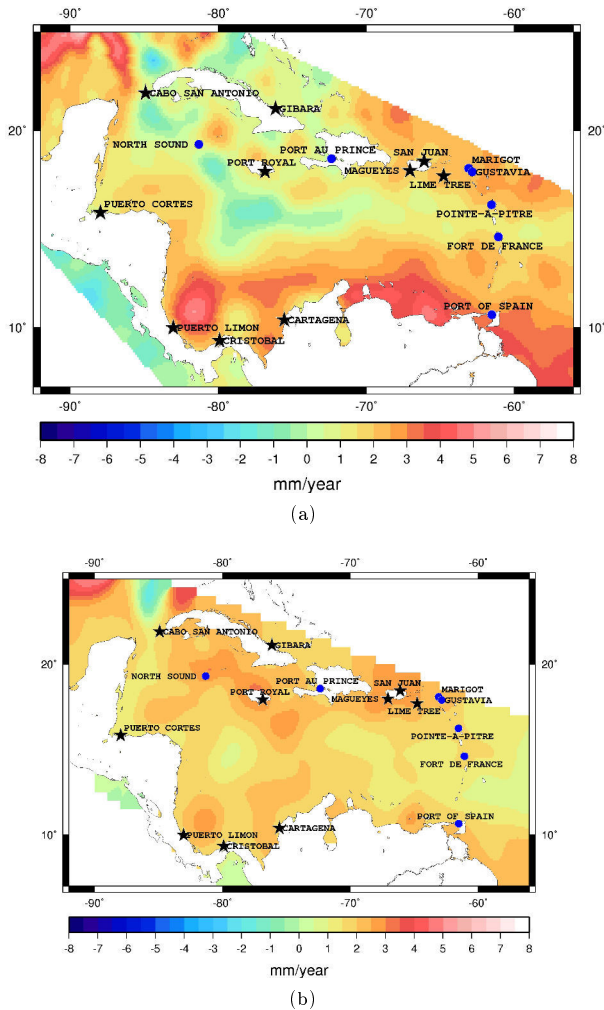 -90° -80° -70° -60°
CABO SAN ANTONIO
GIBARA
20° 20°
NORTH SOUND
PORT AU PRINCE
SAN JUAN
MARIGOT
PORT ROYAL
MAGUEYES
GUSTAVIA
LIME TREE
PUERTO CORTES
POINTE-A-PITRE
FORT DE FRANCE
PORT OF SPAIN
10° 10°
PUERTO LIMON
CARTAGENA
CRISTOBAL
-90° -80° -70° -60°
-8 -7 -6 -5 -4 -3 -2 -1 0 1 2 3 4 5 6 7 8
mm/year
(a)
-90° -80° -70° -60°
CABO SAN ANTONIO
GIBARA
20° 20°
NORTH SOUND
PORT AU PRINCE
SAN JUAN
MARIGOT
PORT ROYAL
MAGUEYES
GUSTAVIA
LIME TREE
PUERTO CORTES
POINTE-A-PITRE
FORT DE FRANCE
PORT OF SPAIN
10° 10°
PUERTO LIMON
CARTAGENA
CRISTOBAL
-90° -80° -70° -60°
-8 -7 -6 -5 -4 -3 -2 -1 0 1 2 3 4 5 6 7 8
mm/year
(b)